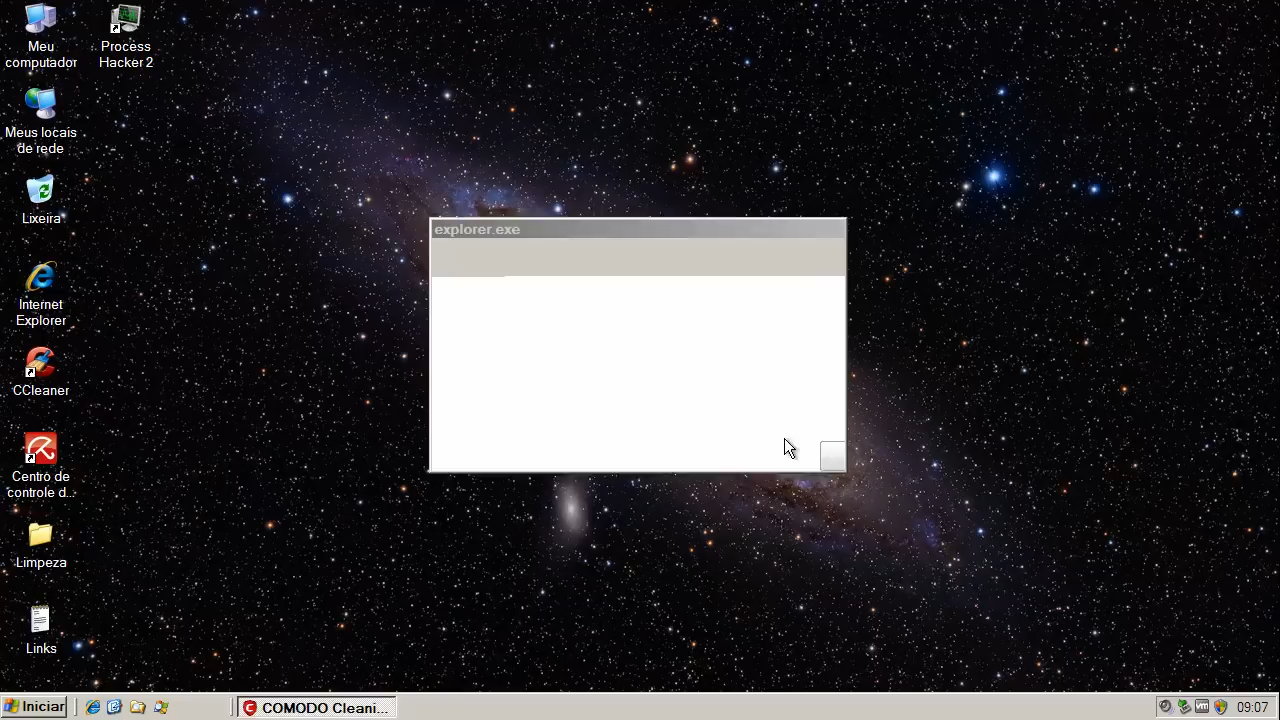 Meu
computador
Process
Hacker 2
Meus locais
de rede
Lixeira
Internet
Explorer
CCleaner
Centro de
controle d...
Limpeza
Links
explorer.exe
Iniciar
COMODO Cleani...
09:07